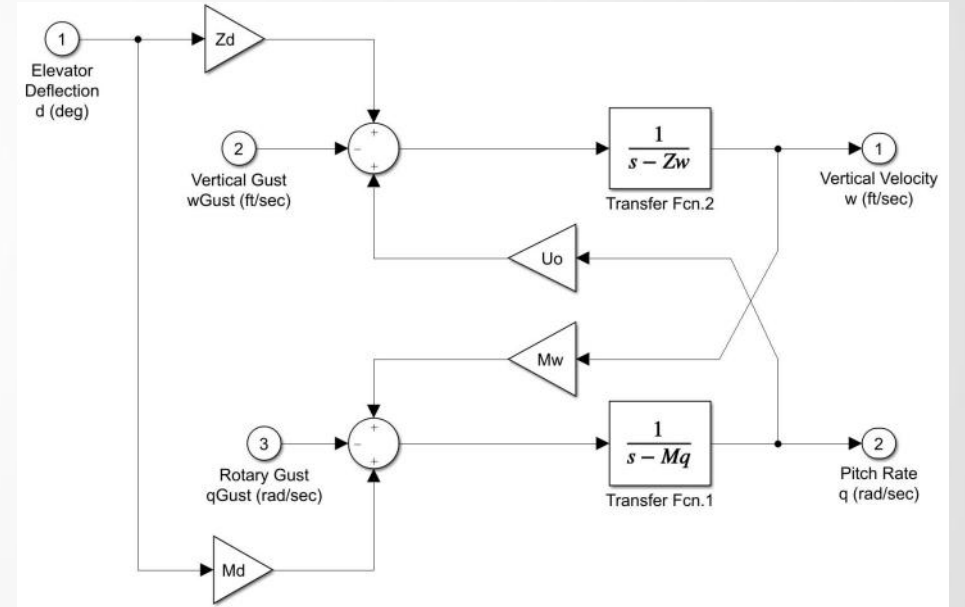 1
Elevator
Deflection
d (deg)
Zd
+
−
+
2
Vertical Gust
wGust (ft/sec)
1
s − Zw
Transfer Fcn.2
1
Vertical Velocity
w (ft/sec)
Uo
Mw
3
Rotary Gust
qGust (rad/sec)
+
−
+
1
s − Mq
Transfer Fcn.1
2
Pitch Rate
q (rad/sec)
Md